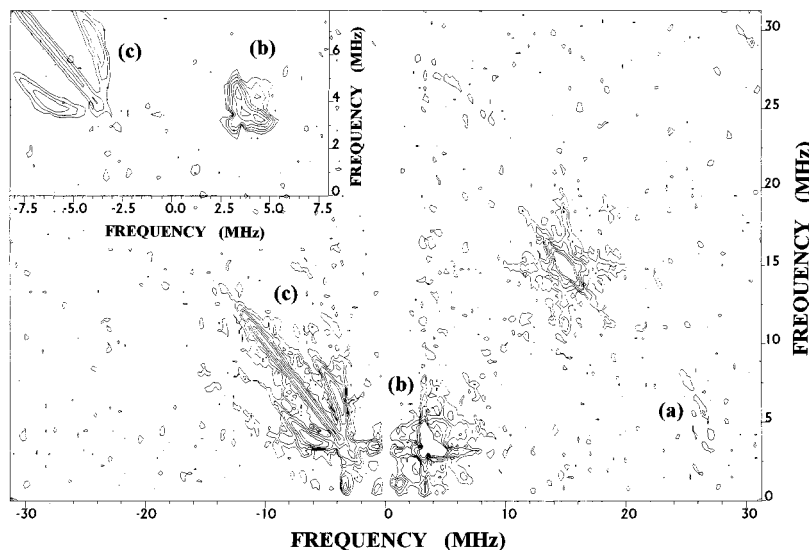 (c)
(b)
6
4
2
0
FREQUENCY (MHz)
-7.5 -5.0 -2.5 0.0 2.5 5.0 7.5
FREQUENCY (MHz)
30
25
20
15
10
5
0
FREQUENCY (MHz)
(c)
(b)
(a)
-30 -20 -10 0 10 20 30
FREQUENCY (MHz)